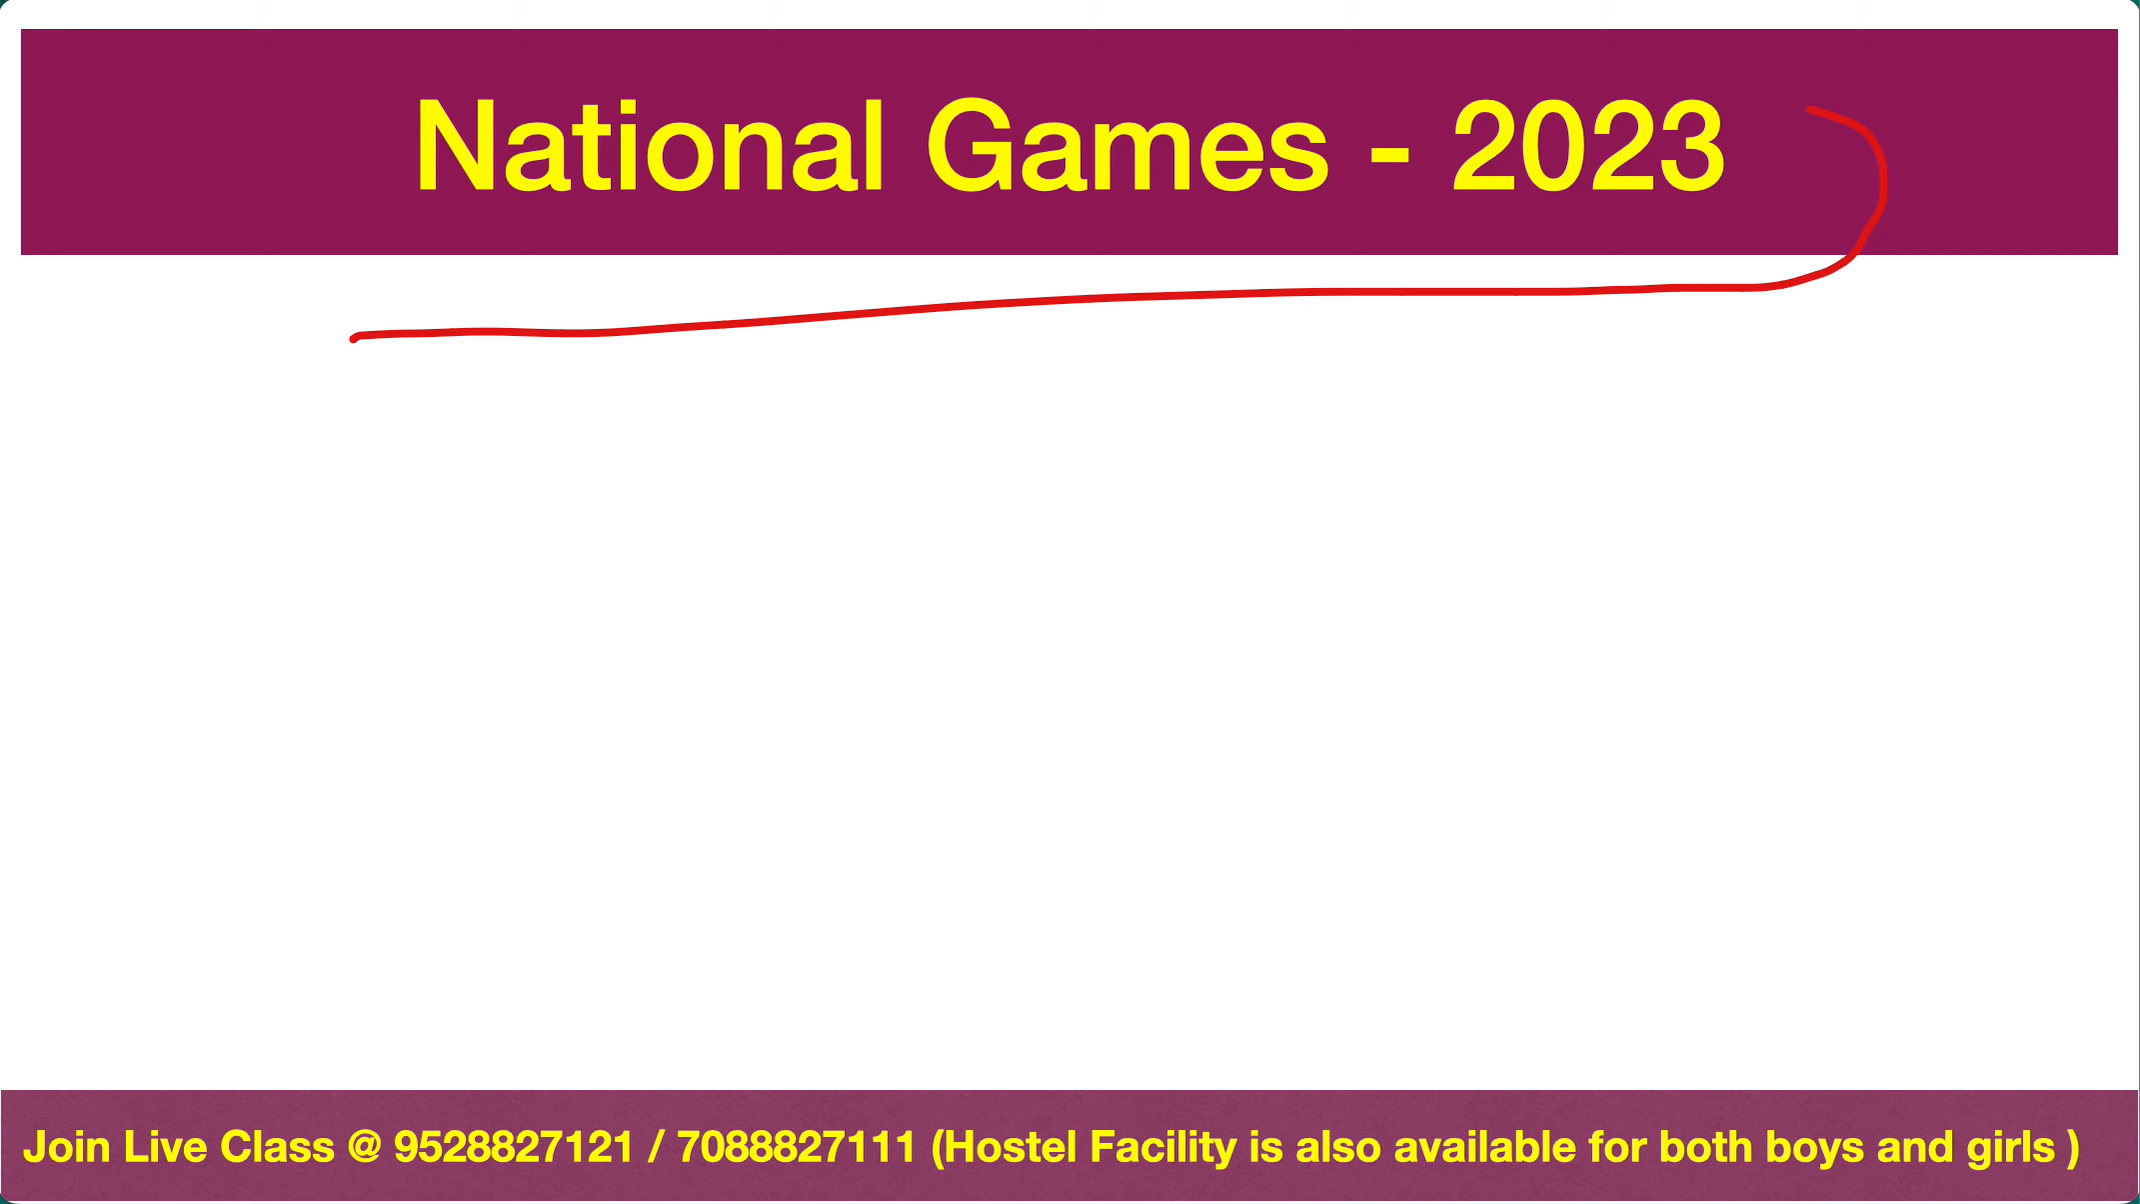 National Games - 2023
Join Live Class @ 9528827121 / 7088827111 (Hostel Facility is also available for both boys and girls )